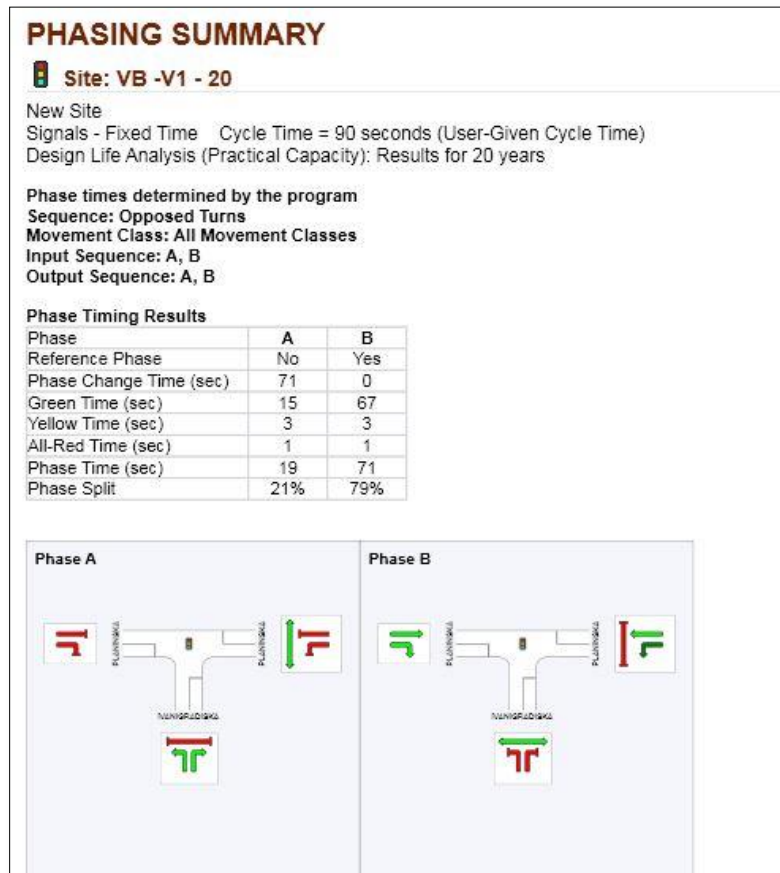 PHASING SUMMARY
Site: VB -V1 - 20
New Site
Signals - Fixed Time Cycle Time = 90 seconds (User-Given Cycle Time)
Design Life Analysis (Practical Capacity): Results for 20 years
Phase times determined by the program
Sequence: Opposed Turns
Movement Class: All Movement Classes
Input Sequence: A, B
Output Sequence: A, B
Phase Timing Results
Phase A B
Reference Phase No Yes
Phase Change Time (sec) 71 0
Green Time (sec) 15 67
Yellow Time (sec) 3 3
All-Red Time (sec) 1 1
Phase Time (sec) 19 71
Phase Split 21% 79%
Phase A
PLANINSKA
PLANINSKA
Phase B
PLANINSKA
PLANINSKA